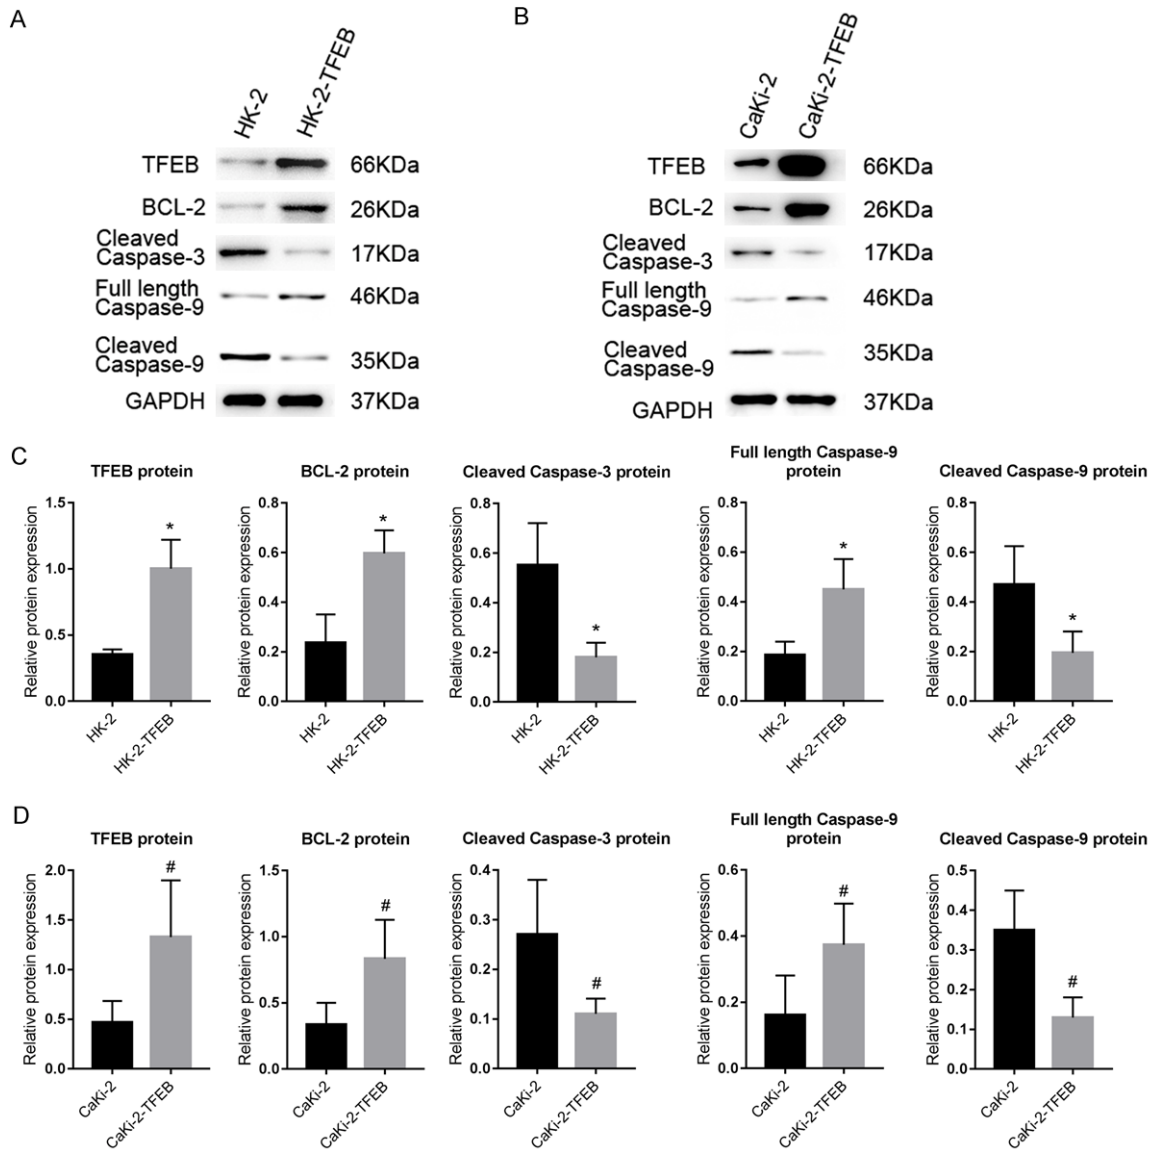 A
B
HK-2
HK-2-TFEB
CaKi-2
CaKi-2-TFEB
TFEB
66KDa
BCL-2
26KDa
Cleaved
Caspase-3
17KDa
Full length
Caspase-9
46KDa
Cleaved
Caspase-9
35KDa
GAPDH
37KDa
TFEB
66KDa
BCL-2
26KDa
Cleaved
Caspase-3
17KDa
Full length
Caspase-9
46KDa
Cleaved
Caspase-9
35KDa
GAPDH
37KDa
C
TFEB protein
Relative protein expression
1.5
1.0
0.5
0.0
*
HK-2
HK-2-TFEB
BCL-2 protein
Relative protein expression
0.8
0.6
0.4
0.2
0.0
*
HK-2
HK-2-TFEB
Cleaved Caspase-3 protein
Relative protein expression
0.8
0.6
0.4
0.2
0.0
*
HK-2
HK-2-TFEB
Full length Caspase-9
protein
Relative protein expression
0.8
0.6
0.4
0.2
0.0
*
HK-2
HK-2-TFEB
Cleaved Caspase-9 protein
Relative protein expression
0.8
0.6
0.4
0.2
0.0
*
HK-2
HK-2-TFEB
D
TFEB protein
Relative protein expression
2.0
1.5
1.0
0.5
0.0
#
CaKi-2
CaKi-2-TFEB
BCL-2 protein
Relative protein expression
1.5
1.0
0.5
0.0
#
CaKi-2
CaKi-2-TFEB
Cleaved Caspase-3 protein
Relative protein expression
0.4
0.3
0.2
0.1
0.0
#
CaKi-2
CaKi-2-TFEB
Full length Caspase-9
protein
Relative protein expression
0.6
0.4
0.2
0.0
#
CaKi-2
CaKi-2-TFEB
Cleaved Caspase-9 protein
Relative protein expression
0.5
0.4
0.3
0.2
0.1
0.0
#
CaKi-2
CaKi-2-TFEB